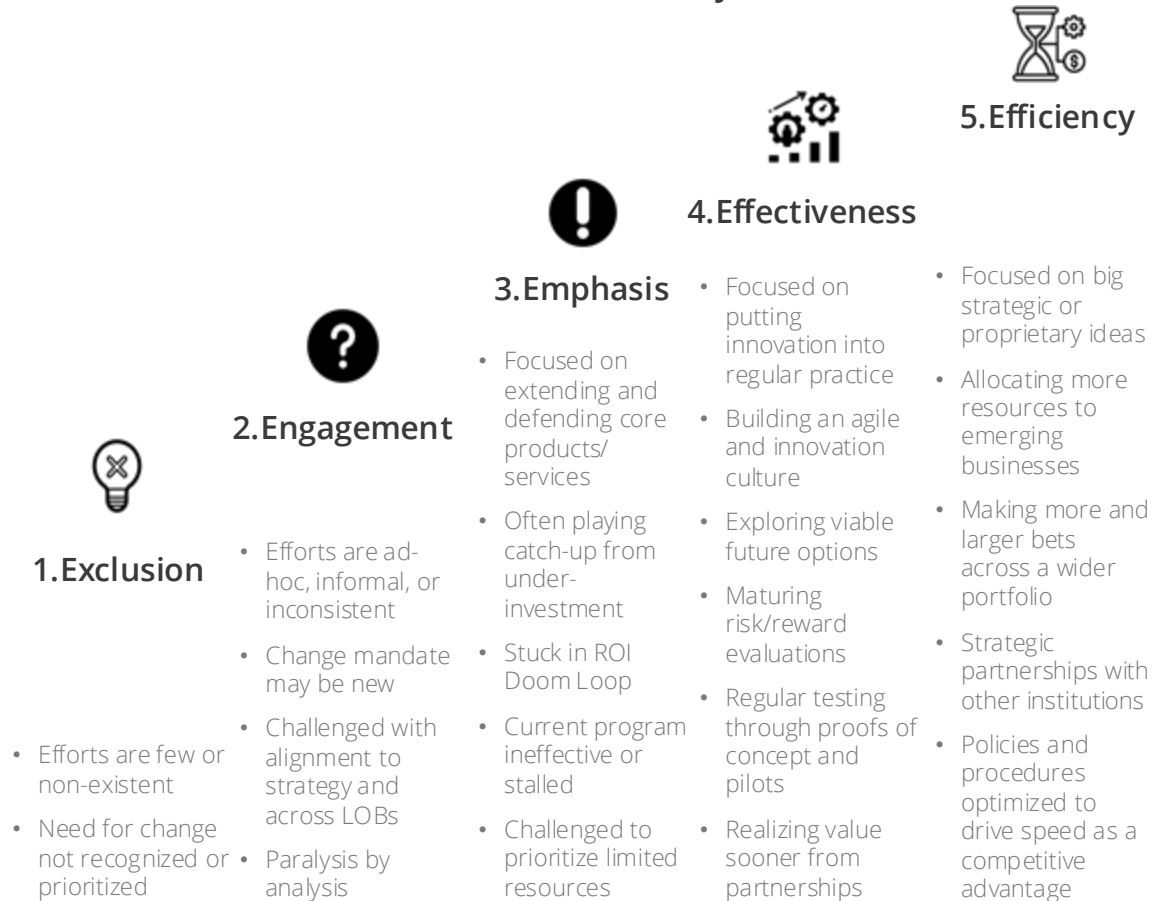 1.Exclusion
• Efforts are few or
non-existent
• Need for change
not recognized or
prioritized
2.Engagement
• Efforts are ad-
hoc, informal, or
inconsistent
• Change mandate
may be new
• Challenged with
alignment to
strategy and
across LOBs
• Paralysis by
analysis
3.Emphasis
• Focused on
extending and
defending core
products/
services
• Often playing
catch-up from
under-
investment
• Stuck in ROI
Doom Loop
• Current program
ineffective or
stalled
• Challenged to
prioritize limited
resources
4.Effectiveness
• Focused on
putting
innovation into
regular practice
• Building an agile
and innovation
culture
• Exploring viable
future options
• Maturing
risk/reward
evaluations
• Regular testing
through proofs of
concept and
pilots
• Realizing value
sooner from
partnerships
5.Efficiency
• Focused on big
strategic or
proprietary ideas
• Allocating more
resources to
emerging
businesses
• Making more and
larger bets
across a wider
portfolio
• Strategic
partnerships with
other institutions
• Policies and
procedures
optimized to
drive speed as a
competitive
advantage